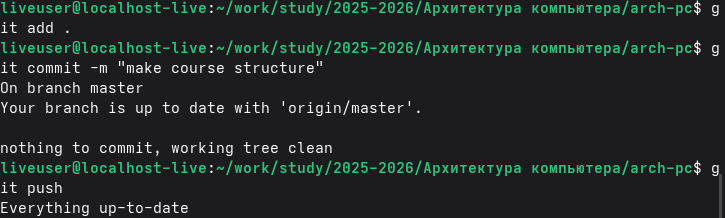 liveuser@localhost-live:~/work/study/2025-2026/Архитектура компьютера/arch-pc$ g
it add .
liveuser@localhost-live:~/work/study/2025-2026/Архитектура компьютера/arch-pc$ g
it commit -m "make course structure"
On branch master
Your branch is up to date with 'origin/master'.
nothing to commit, working tree clean
liveuser@localhost-live:~/work/study/2025-2026/Архитектура компьютера/arch-pc$ g
it push
Everything up-to-date